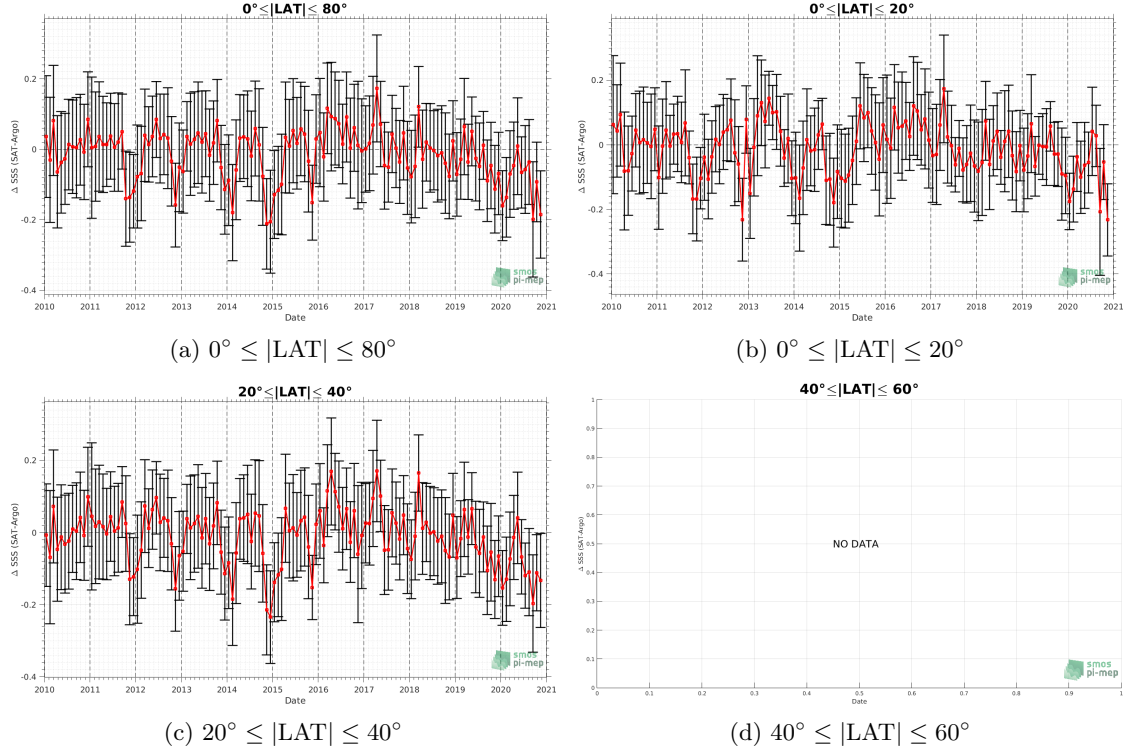 0°≤|LAT|≤ 80°
0.2
0
-0.2
-0.4
Δ SSS (SAT-Argo)
2010 2011 2012 2013 2014 2015 2016 2017 2018 2019 2020 2021
Date
smos
pi-mep
(a) 0° ≤ |LAT| ≤ 80°
0°≤|LAT|≤ 20°
0.2
0
-0.2
-0.4
Δ SSS (SAT-Argo)
2010 2011 2012 2013 2014 2015 2016 2017 2018 2019 2020 2021
Date
smos
pi-mep
(b) 0° ≤ |LAT| ≤ 20°
20°≤|LAT|≤ 40°
0.2
0
-0.2
-0.4
Δ SSS (SAT-Argo)
2010 2011 2012 2013 2014 2015 2016 2017 2018 2019 2020 2021
Date
smos
pi-mep
(c) 20° ≤ |LAT| ≤ 40°
40°≤|LAT|≤ 60°
1
0.9
0.8
0.7
0.6
0.5
0.4
0.3
0.2
0.1
0
Δ SSS (SAT-Argo)
NO DATA
0 0.1 0.2 0.3 0.4 0.5 0.6 0.7 0.8 0.9 1
Date
smos
pi-mep
(d) 40° ≤ |LAT| ≤ 60°